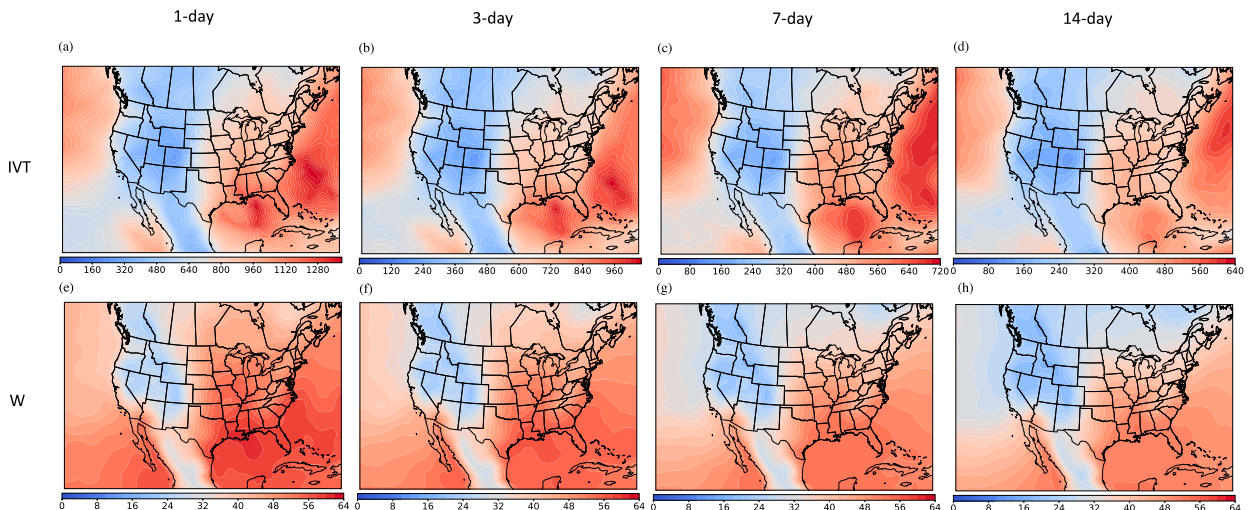 1-day 3-day 7-day 14-day
(a) (b) (c) (d)
IVT
0 160 320 480 640 800 960 1120 1280
0 120 240 360 480 600 720 840 960
0 80 160 240 320 400 480 560 640 720
80 160 240 320 400 480 560 640
(e) (f) (g) (h)
W
0 8 16 24 32 40 48 56 64
0 8 16 24 32 40 48 56 64
0 8 16 24 32 40 48 56 64
0 8 16 24 32 40 48 56 64